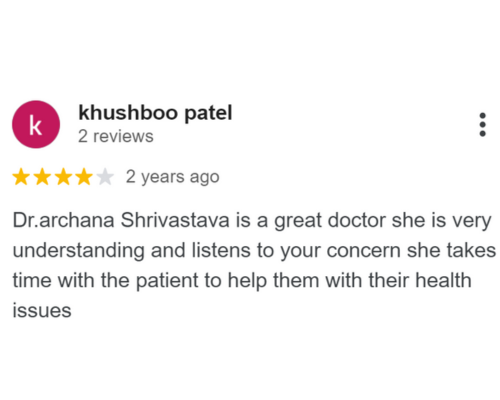 k
khushboo patel
2 reviews
2 years ago
Dr.archana Shrivastava is a great doctor she is very
understanding and listens to your concern she takes
time with the patient to help them with their health
issues